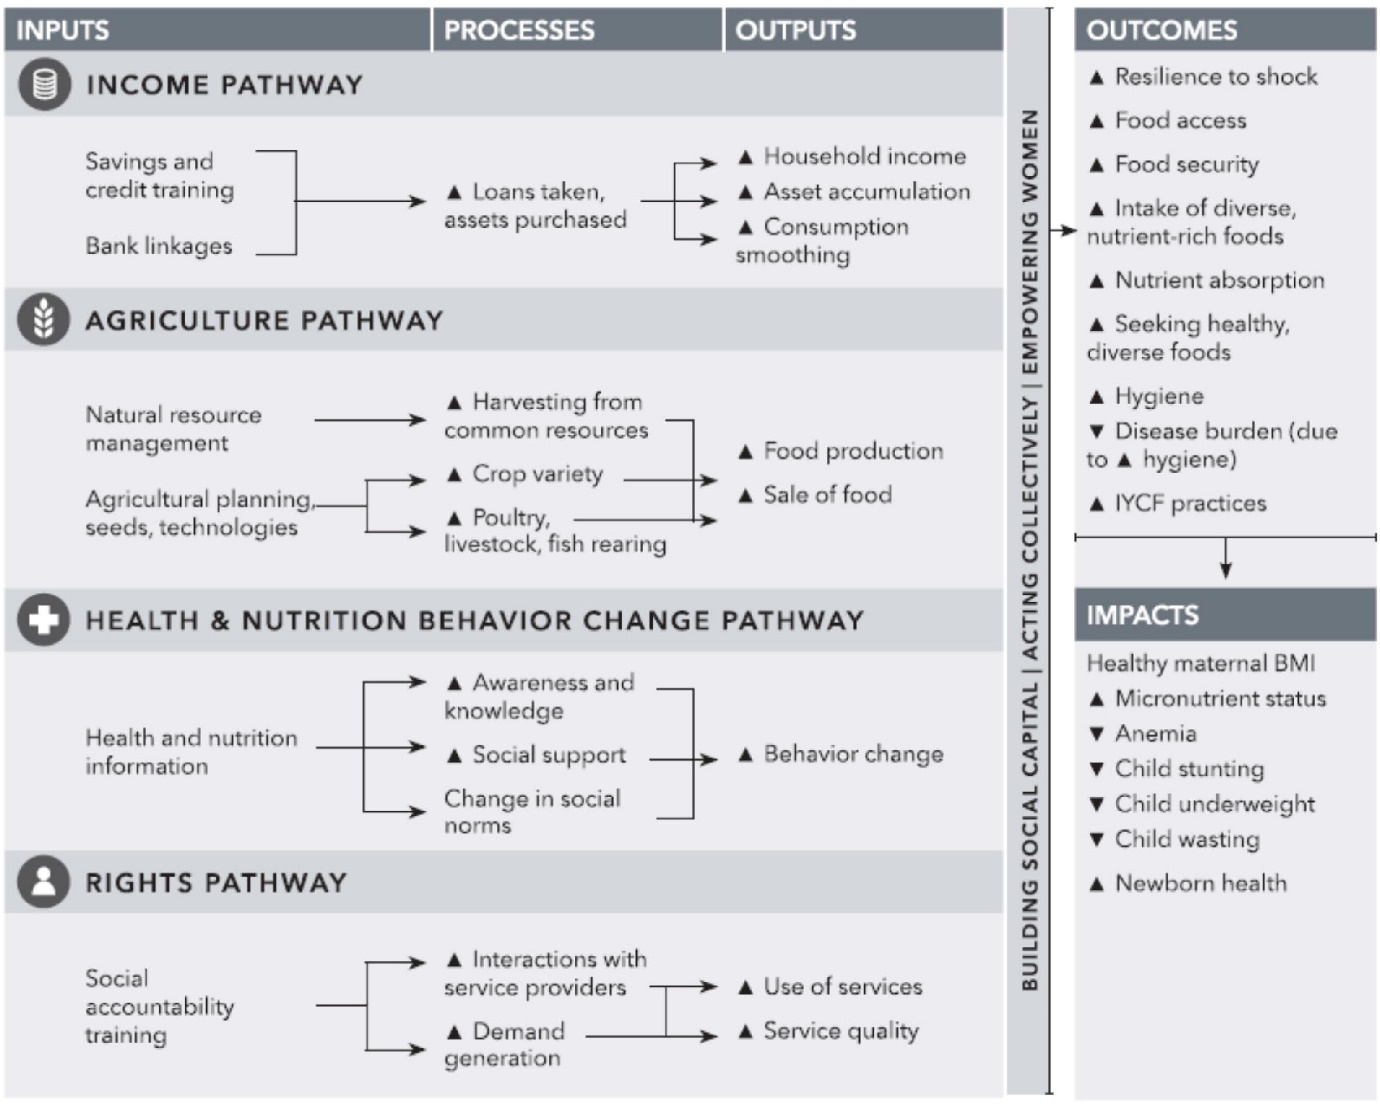 INPUTS
PROCESSES
OUTPUTS
INCOME PATHWAY
Savings and
credit training
Bank linkages
▲ Loans taken,
assets purchased
▲ Household income
▲ Asset accumulation
▲ Consumption
smoothing
AGRICULTURE PATHWAY
Natural resource
management
Agricultural planning,
seeds, technologies
▲ Harvesting from
common resources
▲ Crop variety
▲ Poultry,
livestock, fish rearing
▲ Food production
▲ Sale of food
HEALTH & NUTRITION BEHAVIOR CHANGE PATHWAY
Health and nutrition
information
▲ Awareness and
knowledge
▲ Social support
Change in social
norms
▲ Behavior change
RIGHTS PATHWAY
Social
accountability
training
▲ Interactions with
service providers
▲ Demand
generation
▲ Use of services
▲ Service quality
BUILDING SOCIAL CAPITAL | ACTING COLLECTIVELY | EMPOWERING WOMEN
OUTCOMES
▲ Resilience to shock
▲ Food access
▲ Food security
▲ Intake of diverse,
nutrient-rich foods
▲ Nutrient absorption
▲ Seeking healthy,
diverse foods
▲ Hygiene
▼ Disease burden (due
to ▲ hygiene)
▲ IYCF practices
IMPACTS
Healthy maternal BMI
▲ Micronutrient status
▼ Anemia
▼ Child stunting
▼ Child underweight
▼ Child wasting
▲ Newborn health